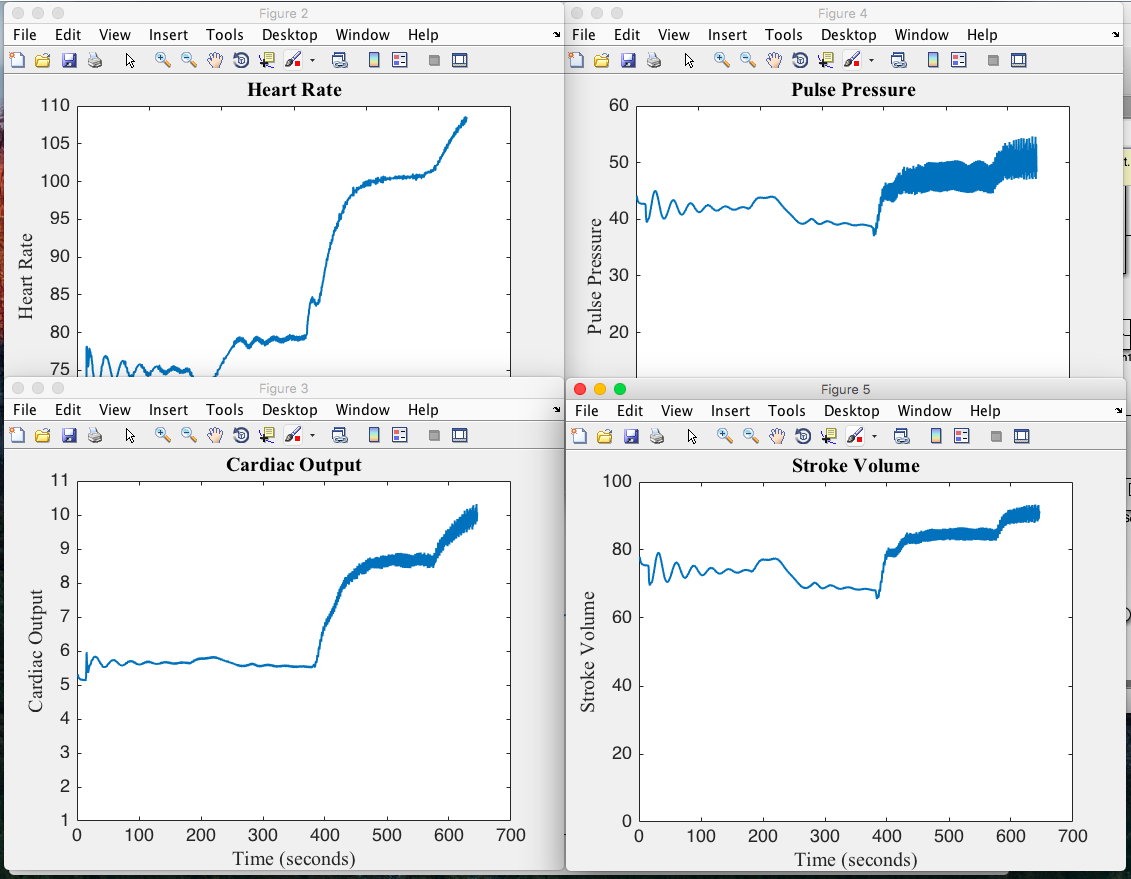 Figure 2
File Edit View Insert Tools Desktop Window Help
Heart Rate
110
105
100
95
90
85
80
75
Heart Rate
Figure 4
File Edit View Insert Tools Desktop Window Help
Pulse Pressure
60
50
40
30
20
Pulse Pressure
t.
Figure 3
File Edit View Insert Tools Desktop Window Help
Cardiac Output
11
10
9
8
7
6
5
4
3
2
1
Cardiac Output
0 100 200 300 400 500 600 700
Time (seconds)
Figure 5
File Edit View Insert Tools Desktop Window Help
Stroke Volume
100
80
60
40
20
0
Stroke Volume
0 100 200 300 400 500 600 700
Time (seconds)